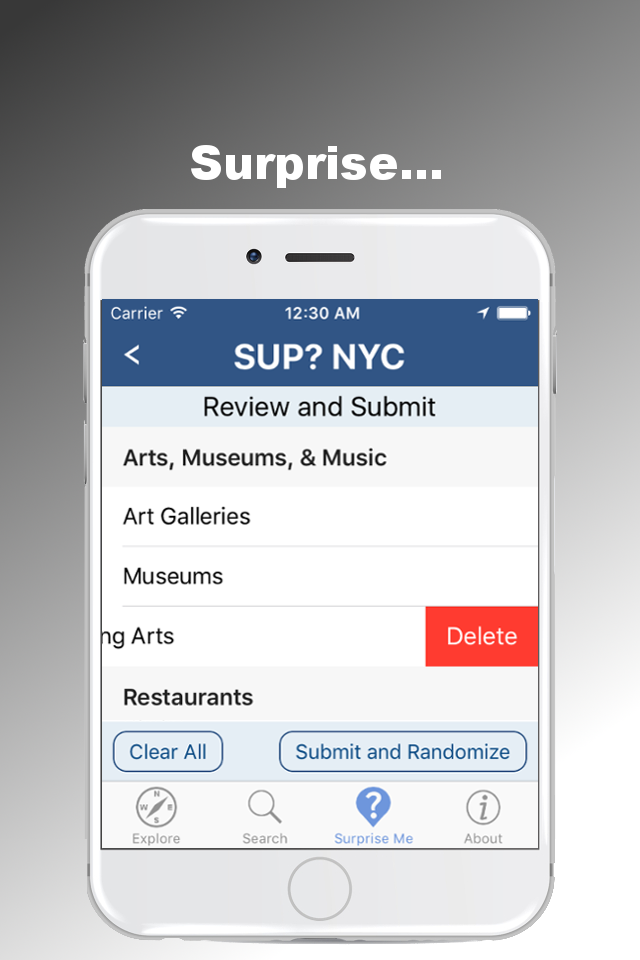 Surprise...
Carrier 12:30 AM
< SUP? NYC
Review and Submit
Arts, Museums, & Music
Art Galleries
Museums
ng Arts Delete
Restaurants
Clear All Submit and Randomize
N
W E
S
? i
Explore Search Surprise Me About